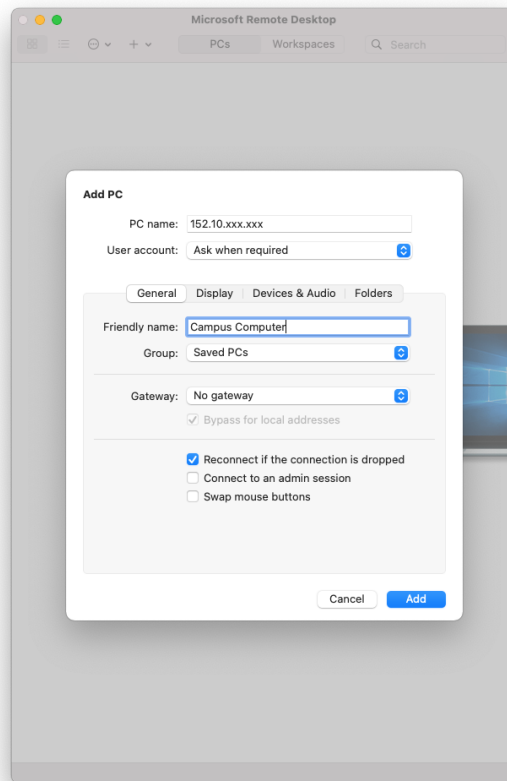 Microsoft Remote Desktop
PCs Workspaces Search
Add PC
PC name: 152.10.xxx.xxx
User account: Ask when required
General Display Devices & Audio Folders
Friendly name: Campus Computer
Group: Saved PCs
Gateway: No gateway
Bypass for local addresses
Reconnect if the connection is dropped
Connect to an admin session
Swap mouse buttons
Cancel Add